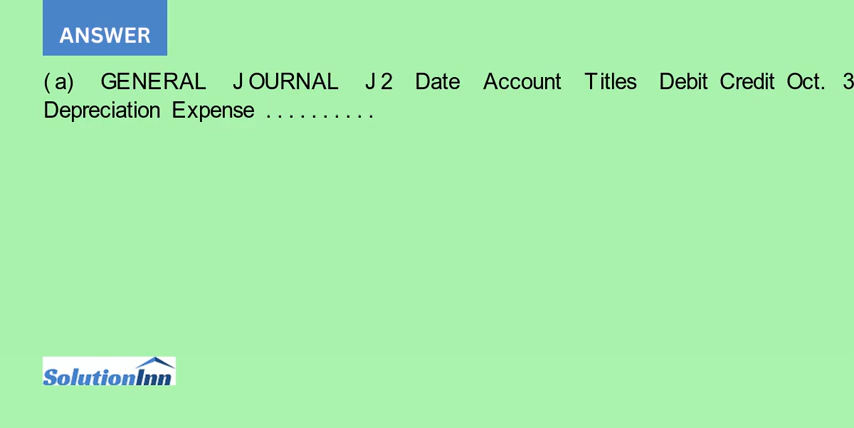 ANSWER
(a) GENERAL JOURNAL J2 Date Account Titles Debit Credit Oct. 3
Depreciation Expense . . . . . . . . . .
SolutionInn